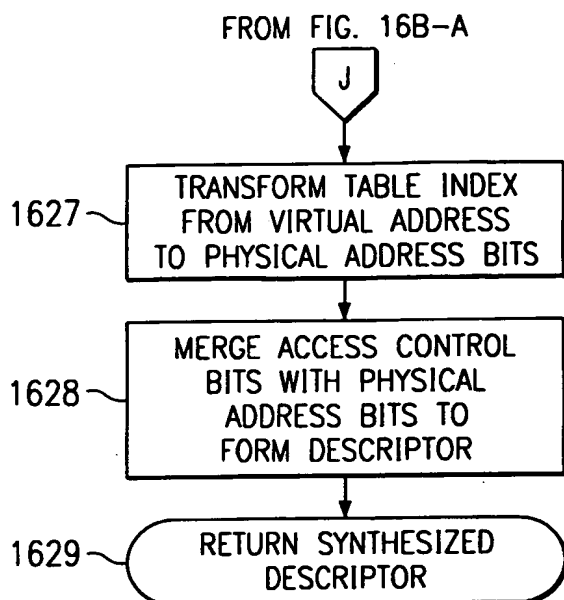 FROM FIG. 16B-A
J
1627
TRANSFORM TABLE INDEX
FROM VIRTUAL ADDRESS
TO PHYSICAL ADDRESS BITS
1628
MERGE ACCESS CONTROL
BITS WITH PHYSICAL
ADDRESS BITS TO
FORM DESCRIPTOR
1629
RETURN SYNTHESIZED
DESCRIPTOR